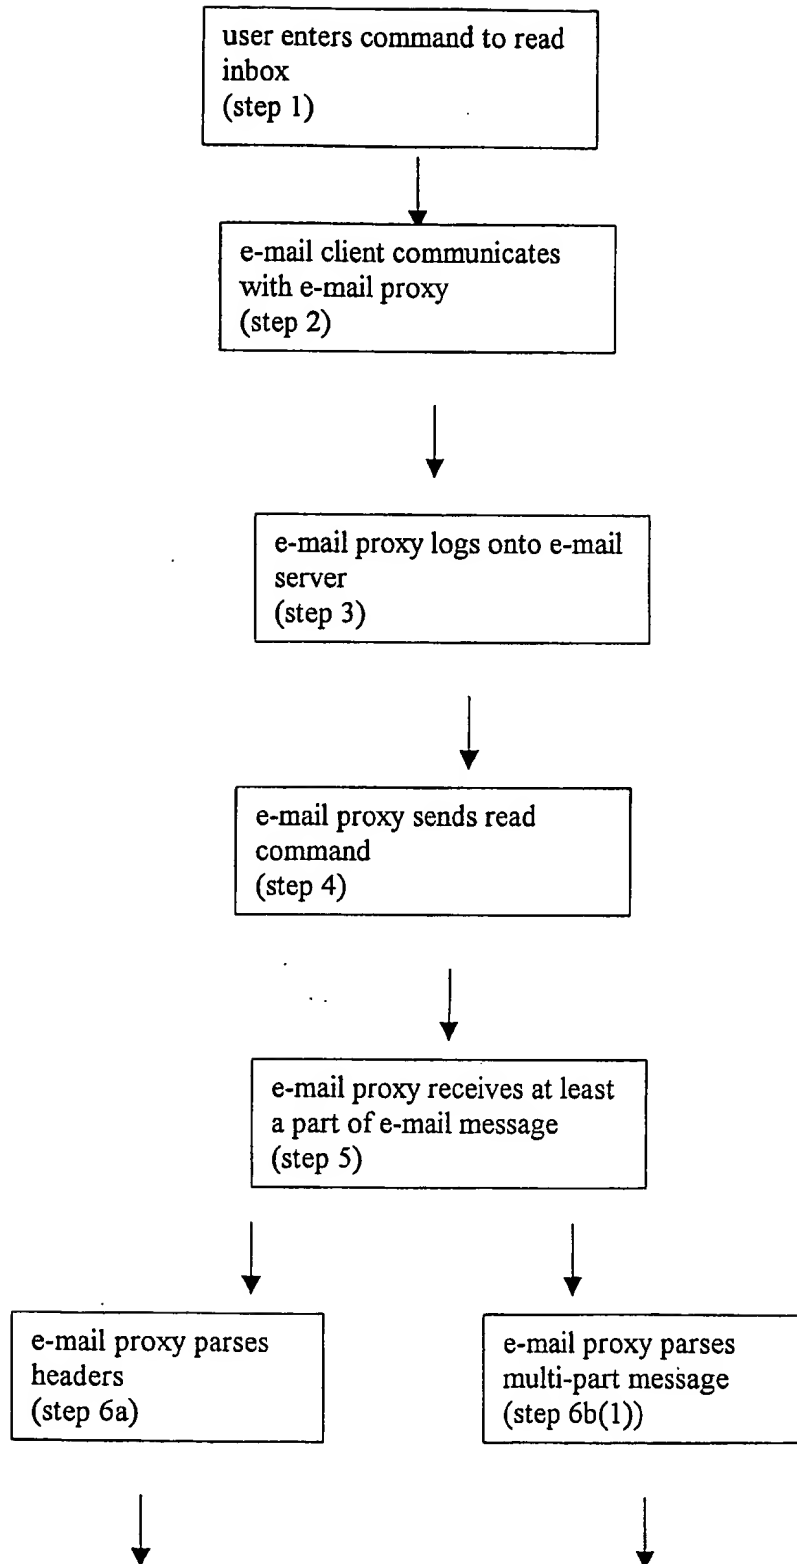 user enters command to read
inbox
(step 1)
e-mail client communicates
with e-mail proxy
(step 2)
e-mail proxy logs onto e-mail
server
(step 3)
e-mail proxy sends read
command
(step 4)
e-mail proxy receives at least
a part of e-mail message
(step 5)
e-mail proxy parses
headers
(step 6a)
e-mail proxy parses
multi-part message
(step 6b(1))